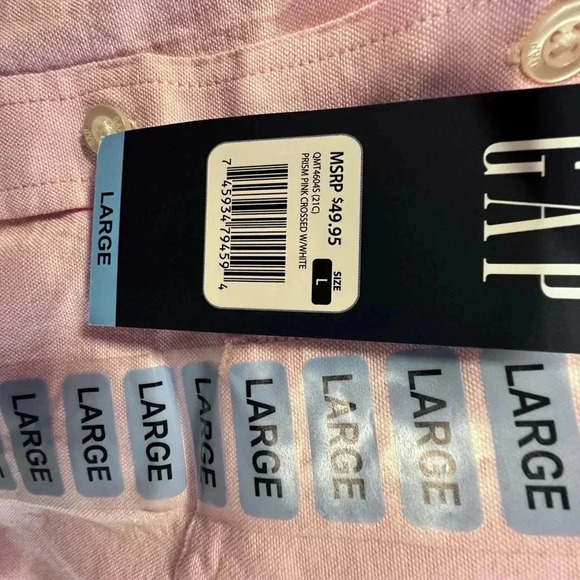 GAP
MSRP $49.95
QMT4604S (21C)
PRISM PINK CROSSED W/WHITE
SIZE
L
7 45934 79459 4
LARGE
LARGE
LARGE
LARGE
LARGE
LARGE
LARGE
LARGE
LARGE